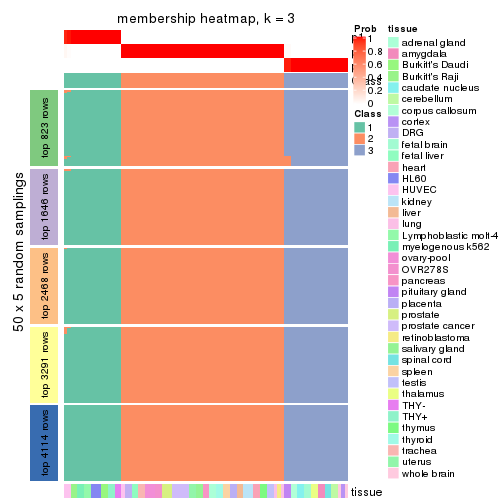 membership heatmap, k = 3
50 x 5 random samplings
top 823 rows
top 1646 rows
top 2468 rows
top 3291 rows
top 4114 rows
Prob
1
0.8
0.6
0.4
0.2
0
Class
1
2
3
tissue
adrenal gland
amygdala
Burkitt's Daudi
Burkitt's Raji
caudate nucleus
cerebellum
corpus callosum
cortex
DRG
fetal brain
fetal liver
heart
HL60
HUVEC
kidney
liver
lung
Lymphoblastic molt-4
myelogenous k562
ovary-pool
OVR278S
pancreas
pituitary gland
placenta
prostate
prostate cancer
retinoblastoma
salivary gland
spinal cord
spleen
testis
thalamus
THY-
THY+
thymus
thyroid
trachea
uterus
whole brain
tissue